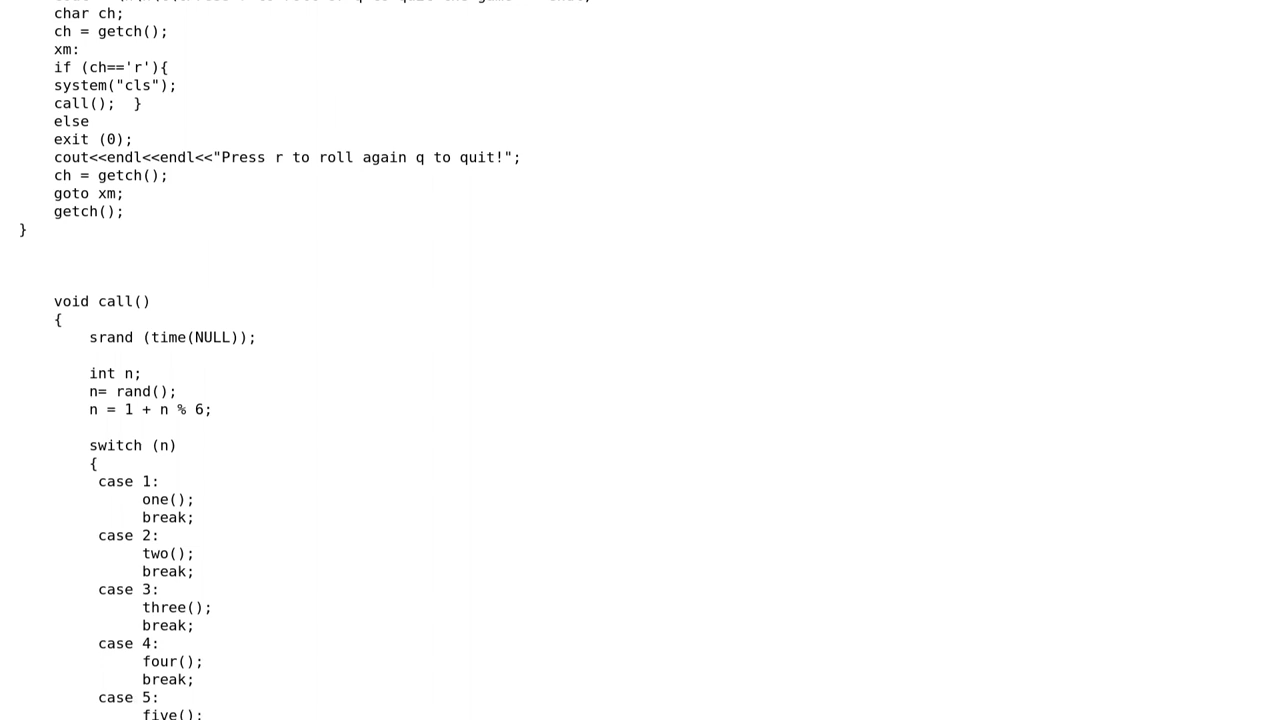 char ch;
ch = getch();
xm:
if (ch=='r'){
system("cls");
call();  }
else
exit (0);
cout<<endl<<endl<<"Press r to roll again q to quit!";
ch = getch();
goto xm;
getch();
}
void call()
{
srand (time(NULL));
int n;
n= rand();
n = 1 + n % 6;
switch (n)
{
case 1:
one();
break;
case 2:
two();
break;
case 3:
three();
break;
case 4:
four();
break;
case 5:
five();